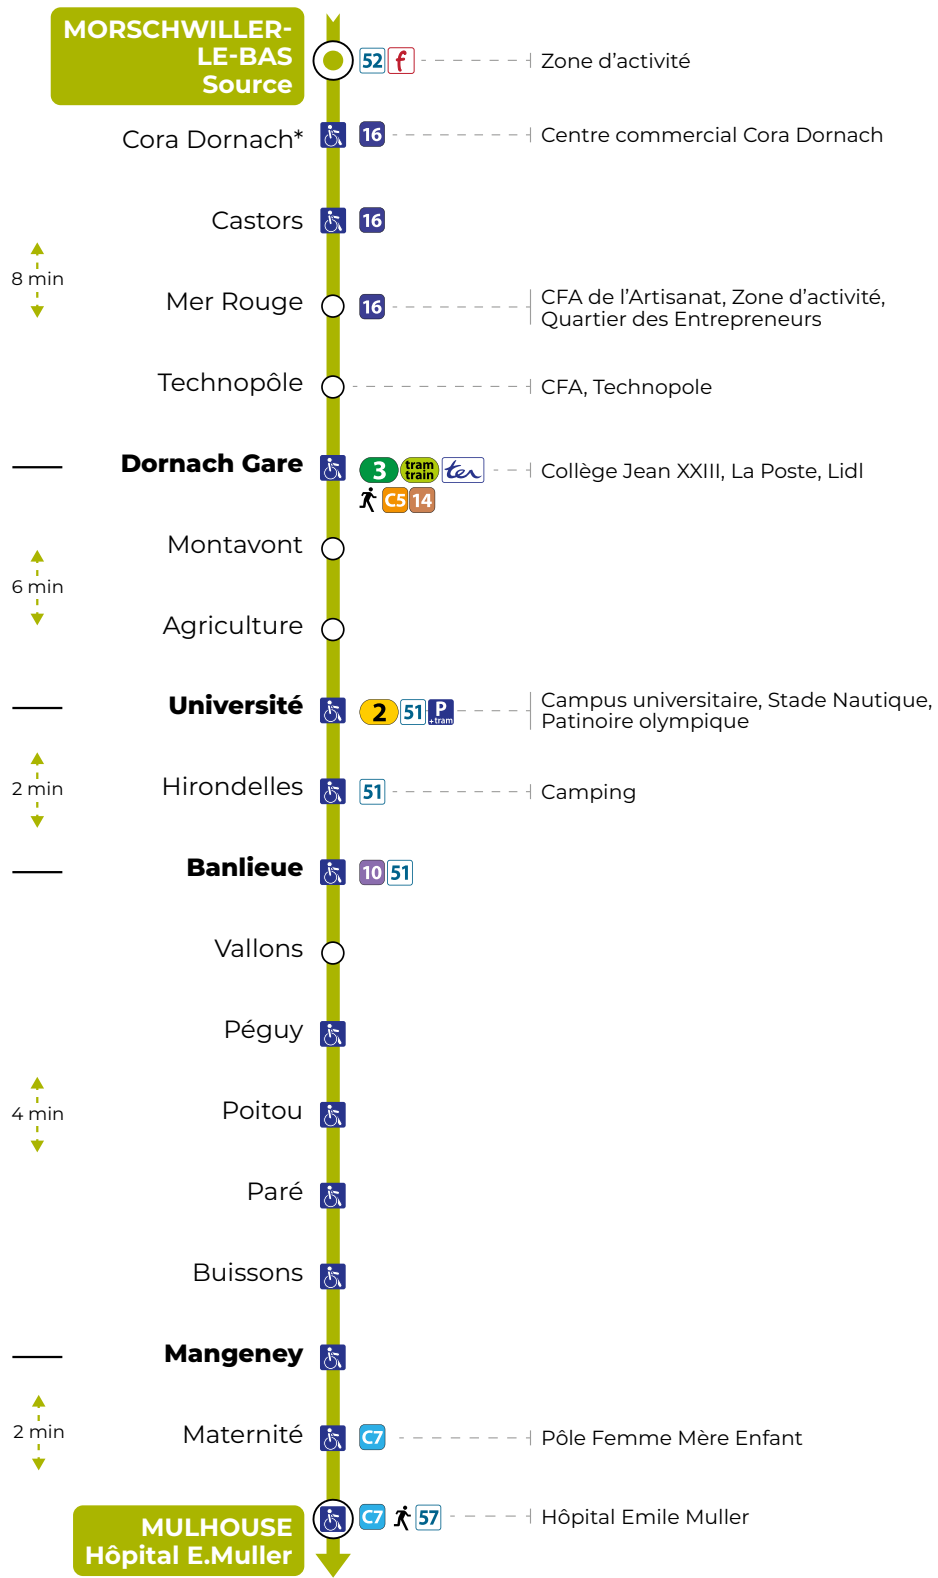 MORSCHWILLER-
LE-BAS
Source
52 f
Zone d’activité
Cora Dornach*
16
Centre commercial Cora Dornach
Castors
16
8 min
Mer Rouge
16
CFA de l’Artisanat, Zone d’activité,
Quartier des Entrepreneurs
Technopôle
CFA, Technopole
Dornach Gare
3 tram train ter
C5 14
Collège Jean XXIII, La Poste, Lidl
Montavont
6 min
Agriculture
Université
2 51 P +tram
Campus universitaire, Stade Nautique,
Patinoire olympique
2 min
Hirondelles
51
Camping
Banlieue
10 51
Vallons
Péguy
4 min
Poitou
Paré
Buissons
Mangeney
2 min
Maternité
C7
Pôle Femme Mère Enfant
MULHOUSE
Hôpital E.Muller
C7 57
Hôpital Emile Muller